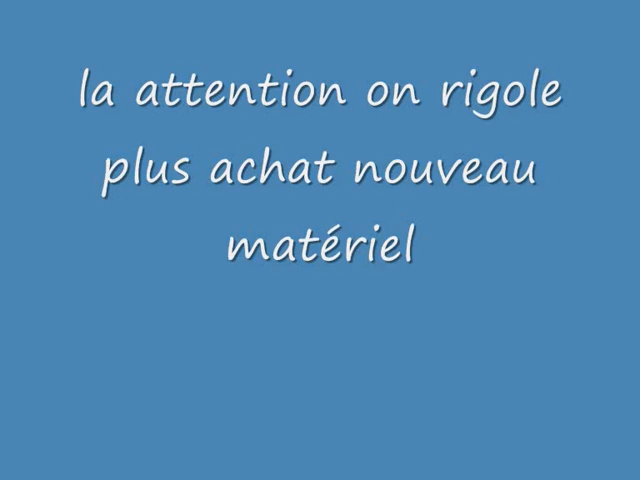 la attention on rigole
plus achat nouveau
matériel